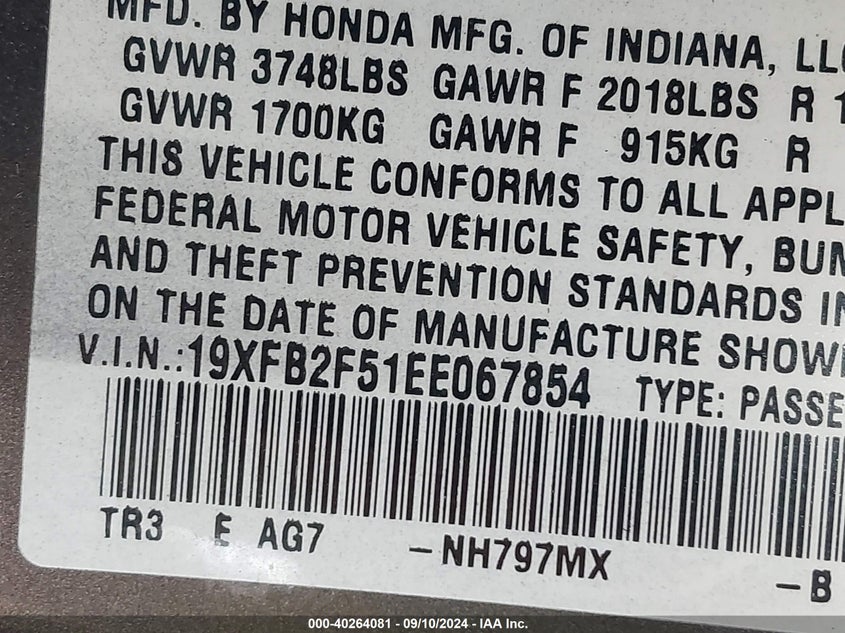 MFD. BY HONDA MFG. OF INDIANA, LLC
GVWR 3748LBS GAWR F 2018LBS R 1
GVWR 1700KG GAWR F 915KG R
THIS VEHICLE CONFORMS TO ALL APPL
FEDERAL MOTOR VEHICLE SAFETY, BUM
AND THEFT PREVENTION STANDARDS IN
ON THE DATE OF MANUFACTURE SHOWN
V.I.N.:19XFB2F51EE067854 TYPE: PASSE
TR3 E AG7 -NH797MX -B
000-40264081 - 09/10/2024 - IAA Inc.